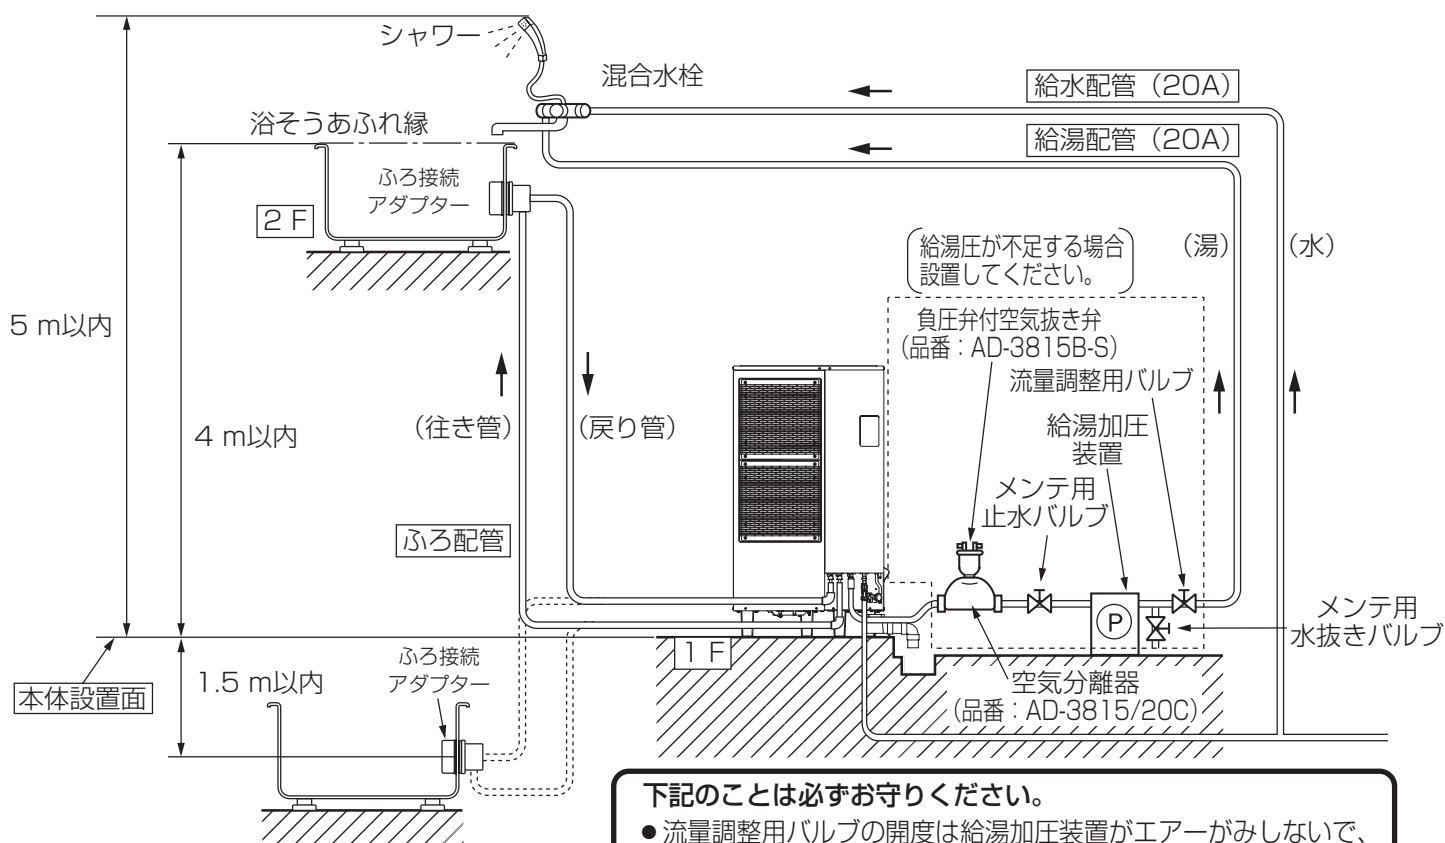 シャワー
混合水栓
給水配管（20A）
浴そうあふれ縁
給湯配管（20A）
ふろ接続
アダプター
2 F
給湯圧が不足する場合
設置してください。
（湯）
（水）
5 m以内
負圧弁付空気抜き弁
（品番：AD-3815B-S）
流量調整用バルブ
4 m以内
（往き管）
（戻り管）
給湯加圧
装置
メンテ用
止水バルブ
ふろ配管
P
メンテ用
水抜きバルブ
1 F
本体設置面
1.5 m以内
ふろ接続
アダプター
空気分離器
（品番：AD-3815/20C）
下記のことは必ずお守りください。
●流量調整用バルブの開度は給湯加圧装置がエアーがみしないで、